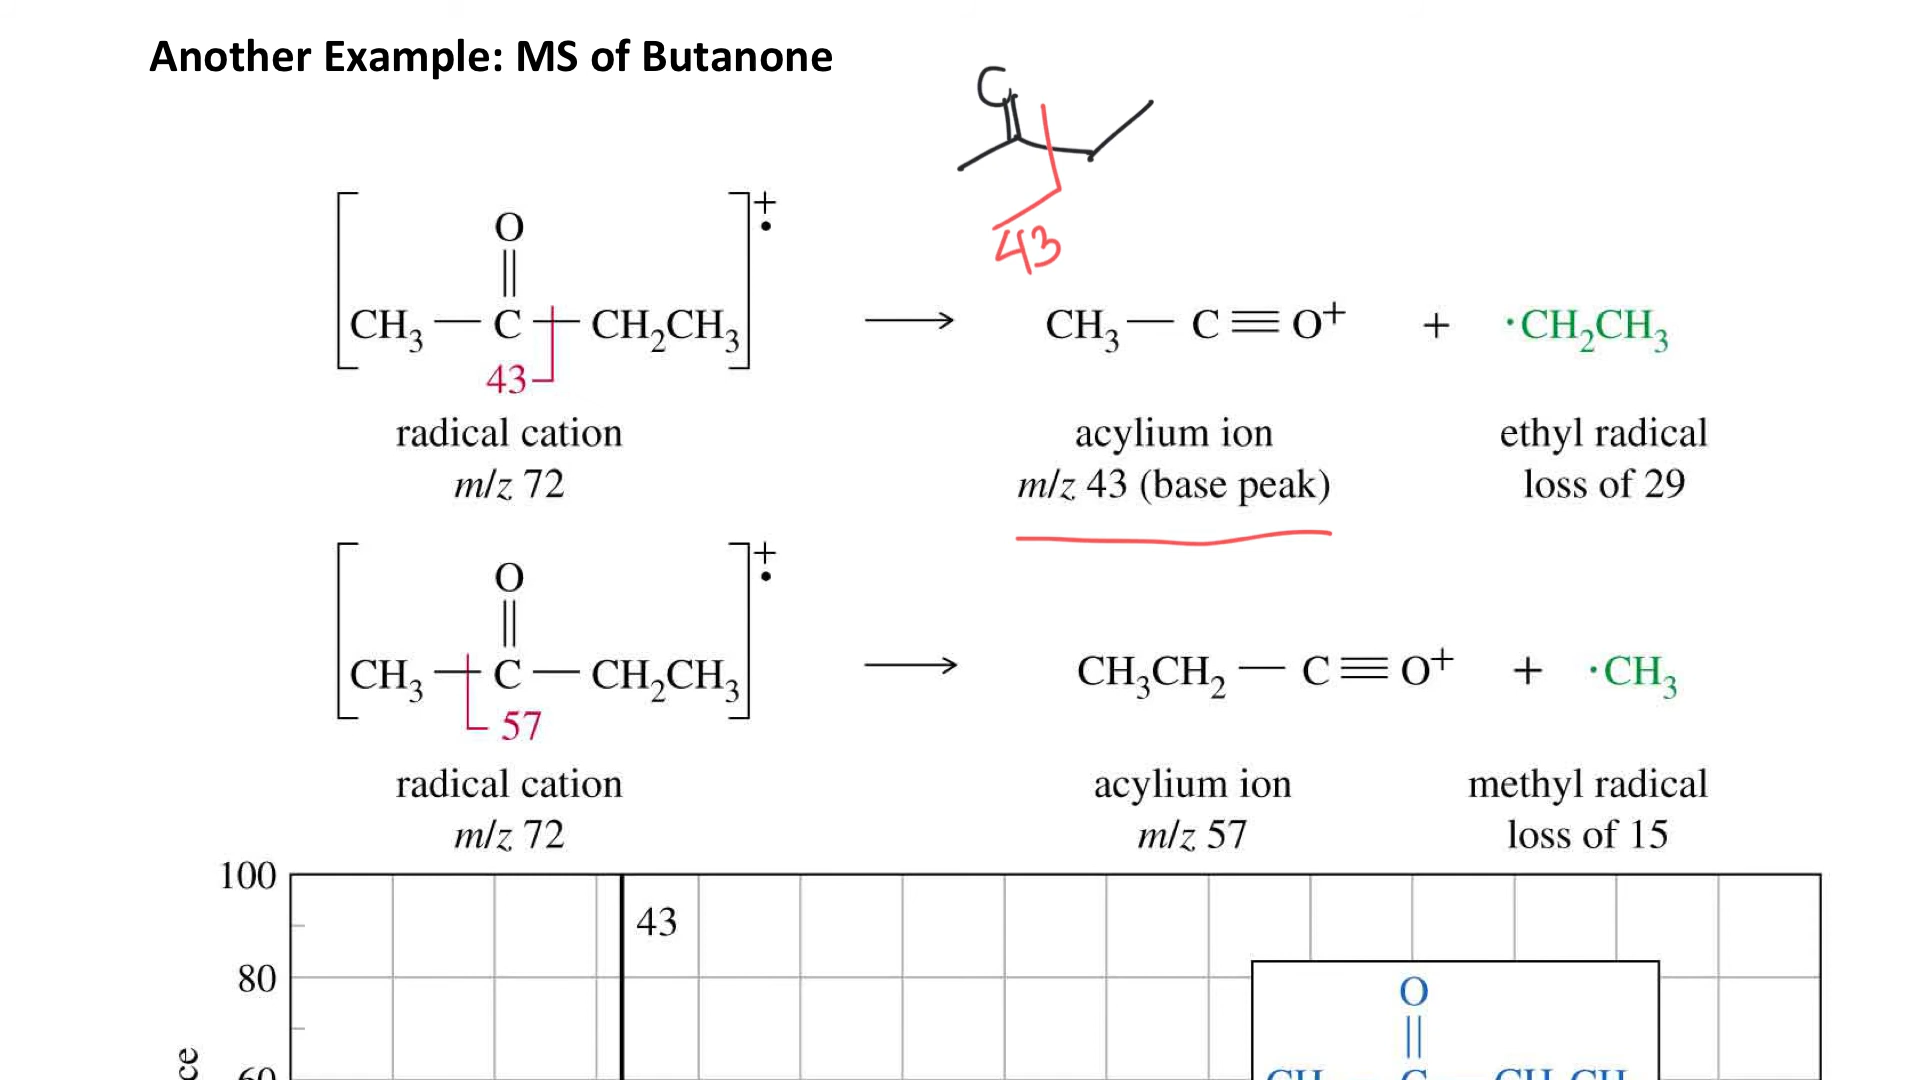 Another Example: MS of Butanone
O
CH₃ — C — CH₂CH₃
+•
43
43
→ CH₃ — C ≡ O⁺ + •CH₂CH₃
radical cation acylium ion ethyl radical
m/z 72 m/z 43 (base peak) loss of 29
O
CH₃ — C — CH₂CH₃
+•
57
→ CH₃CH₂ — C ≡ O⁺ + •CH₃
radical cation acylium ion methyl radical
m/z 72 m/z 57 loss of 15
100
43
80
O
60